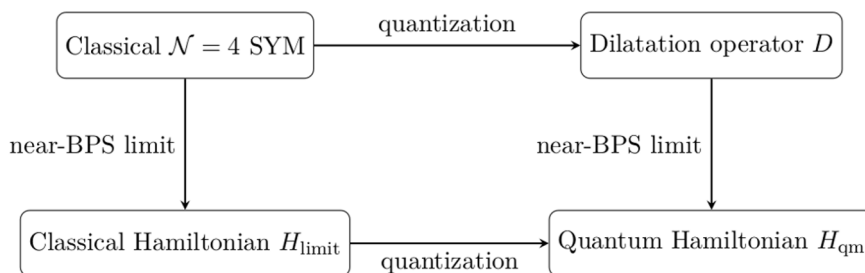 quantization
Classical 𝒩 = 4 SYM
Dilatation operator D
near-BPS limit
near-BPS limit
Classical Hamiltonian H_limit
Quantum Hamiltonian H_qm
quantization